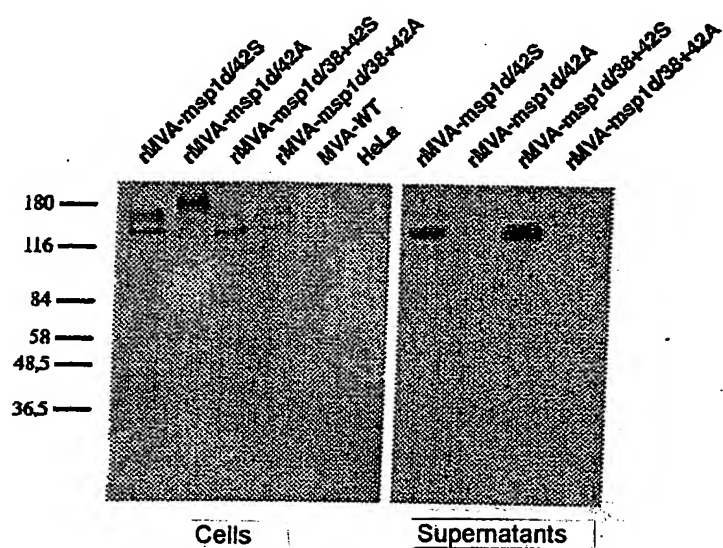 rMVA-msp1d/42S
rMVA-msp1d/42A
rMVA-msp1d/38+42S
rMVA-msp1d/38+42A
MVA-WT
HeLa
rMVA-msp1d/42S
rMVA-msp1d/42A
rMVA-msp1d/38+42S
rMVA-msp1d/38+42A
180
116
84
58
48,5
36,5
Cells
Supernatants